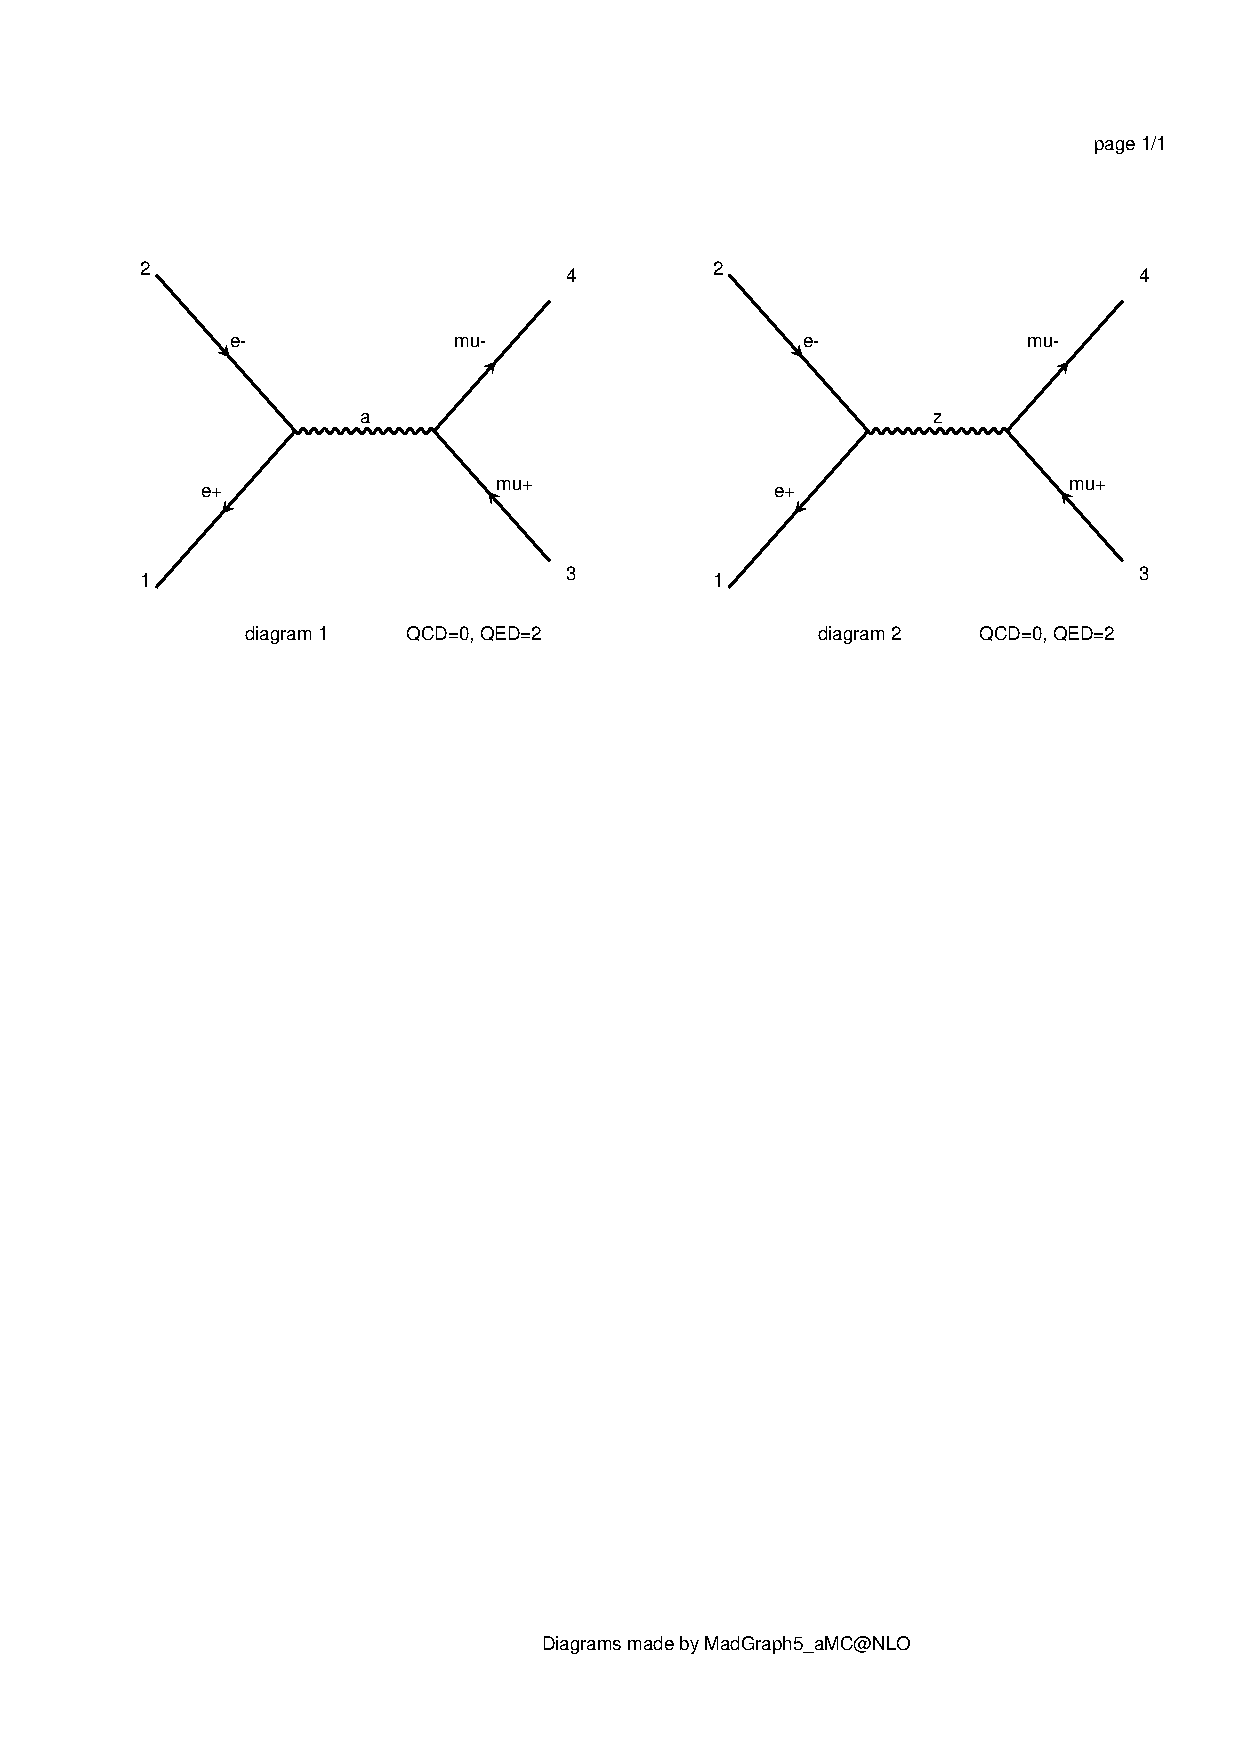 page 1/1
2
4
e-
mu-
a
e+
mu+
1
3
diagram 1 QCD=0, QED=2
2
4
e-
mu-
z
e+
mu+
1
3
diagram 2 QCD=0, QED=2
Diagrams made by MadGraph5_aMC@NLO